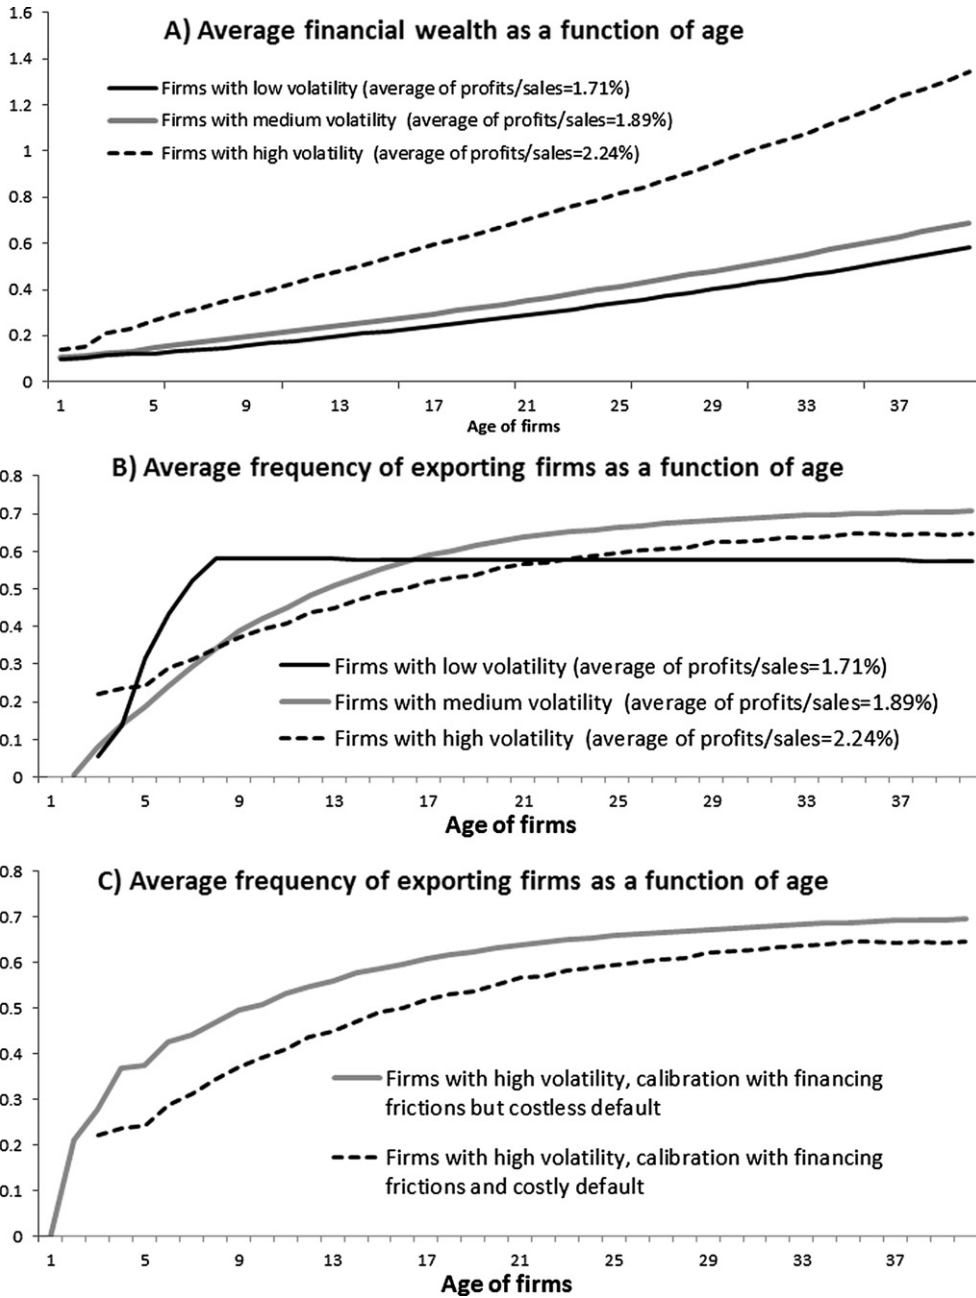 A) Average financial wealth as a function of age
1.6
1.4
1.2
1
0.8
0.6
0.4
0.2
0
Firms with low volatility (average of profits/sales=1.71%)
Firms with medium volatility (average of profits/sales=1.89%)
Firms with high volatility (average of profits/sales=2.24%)
1 5 9 13 17 21 25 29 33 37
Age of firms
B) Average frequency of exporting firms as a function of age
0.8
0.7
0.6
0.5
0.4
0.3
0.2
0.1
0
Firms with low volatility (average of profits/sales=1.71%)
Firms with medium volatility (average of profits/sales=1.89%)
Firms with high volatility (average of profits/sales=2.24%)
1 5 9 13 17 21 25 29 33 37
Age of firms
C) Average frequency of exporting firms as a function of age
0.8
0.7
0.6
0.5
0.4
0.3
0.2
0.1
0
Firms with high volatility, calibration with financing
frictions but costless default
Firms with high volatility, calibration with financing
frictions and costly default
1 5 9 13 17 21 25 29 33 37
Age of firms